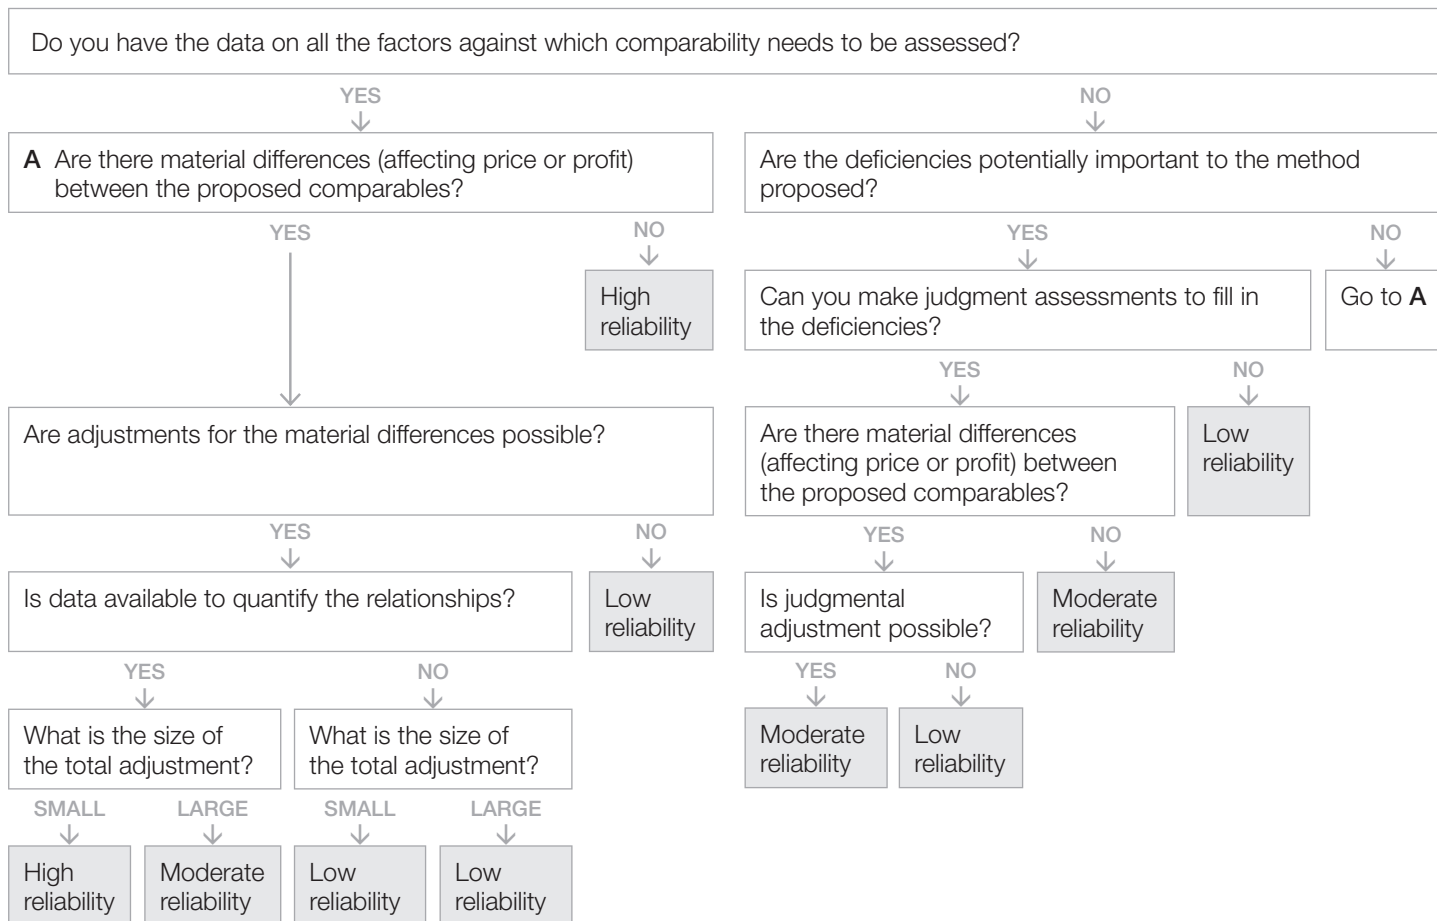 Do you have the data on all the factors against which comparability needs to be assessed?
YES
NO
A Are there material differences (affecting price or profit)
between the proposed comparables?
Are the deficiencies potentially important to the method
proposed?
YES
NO
YES
NO
High
reliability
Can you make judgment assessments to fill in
the deficiencies?
Go to A
YES
NO
Are adjustments for the material differences possible?
Are there material differences
(affecting price or profit) between
the proposed comparables?
Low
reliability
YES
NO
YES
NO
Is data available to quantify the relationships?
Low
reliability
Is judgmental
adjustment possible?
Moderate
reliability
YES
NO
YES
NO
What is the size of
the total adjustment?
What is the size of
the total adjustment?
Moderate
reliability
Low
reliability
SMALL
LARGE
SMALL
LARGE
High
reliability
Moderate
reliability
Low
reliability
Low
reliability